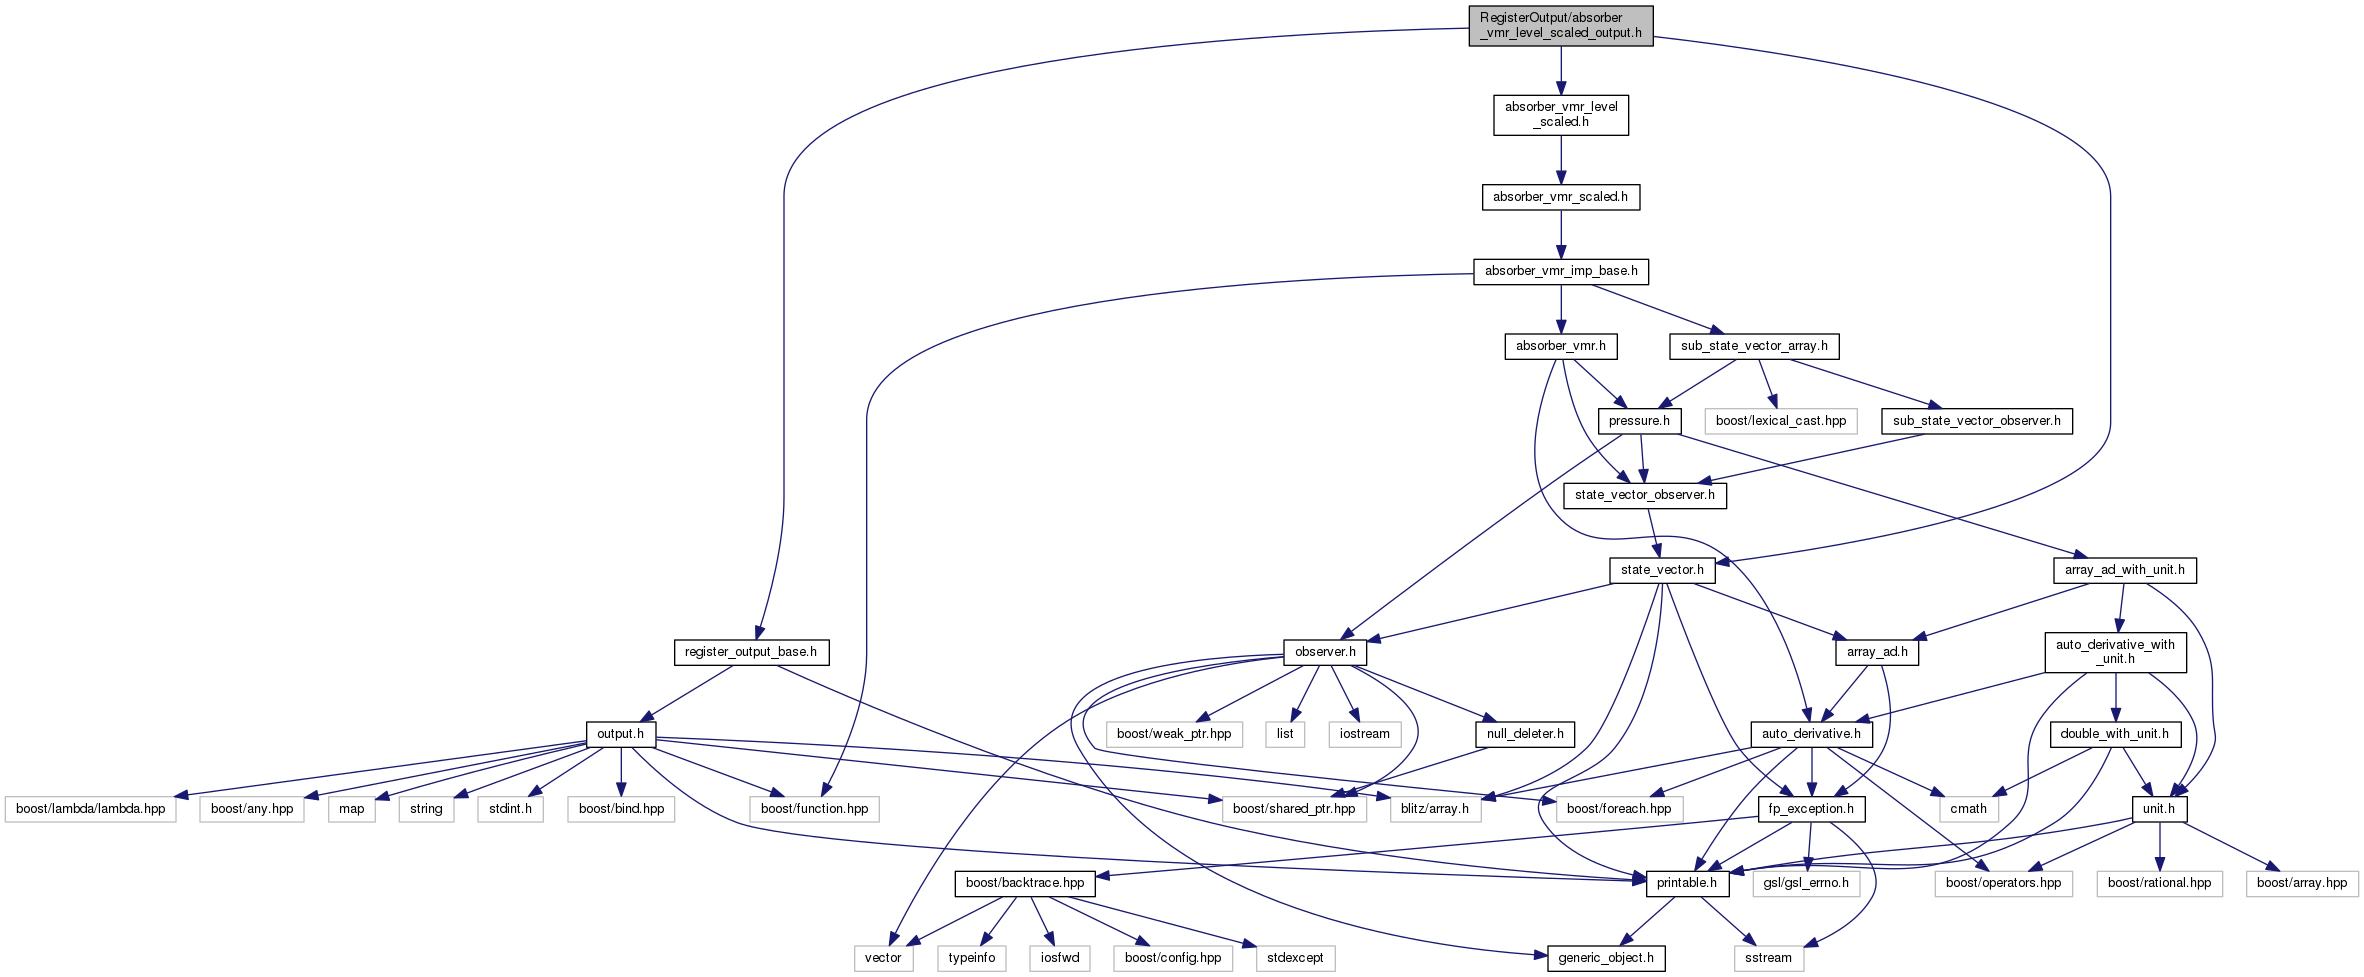 RegisterOutput/absorber
_vmr_level_scaled_output.h
absorber_vmr_level
_scaled.h
absorber_vmr_scaled.h
absorber_vmr_imp_base.h
absorber_vmr.h
sub_state_vector_array.h
pressure.h
boost/lexical_cast.hpp
sub_state_vector_observer.h
state_vector_observer.h
state_vector.h
array_ad_with_unit.h
register_output_base.h
observer.h
array_ad.h
auto_derivative_with
_unit.h
output.h
boost/weak_ptr.hpp
list
iostream
null_deleter.h
auto_derivative.h
double_with_unit.h
boost/lambda/lambda.hpp
boost/any.hpp
map
string
stdint.h
boost/bind.hpp
boost/function.hpp
boost/shared_ptr.hpp
blitz/array.h
boost/foreach.hpp
fp_exception.h
cmath
unit.h
boost/backtrace.hpp
printable.h
gsl/gsl_errno.h
boost/operators.hpp
boost/rational.hpp
boost/array.hpp
vector
typeinfo
iosfwd
boost/config.hpp
stdexcept
generic_object.h
sstream